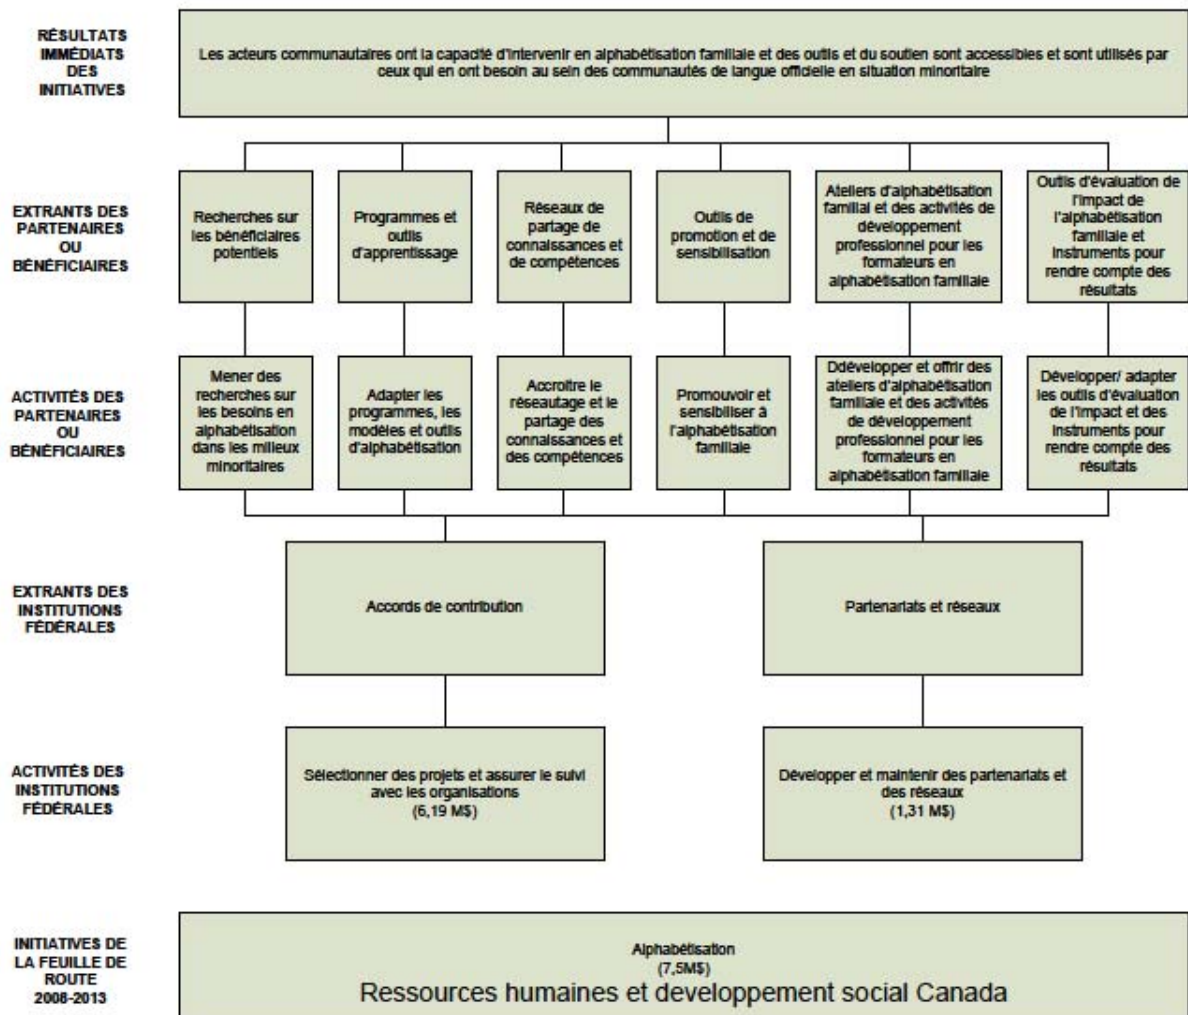 RÉSULTATS
IMMÉDIATS
DES
INITIATIVES
Les acteurs communautaires ont la capacité d'intervenir en alphabétisation familiale et des outils et du soutien sont accessibles et sont utilisés par
ceux qui en ont besoin au sein des communautés de langue officielle en situation minoritaire
EXTRANTS DES
PARTENAIRES
OU
BÉNÉFICIAIRES
Recherches sur
les bénéficiaires
potentiels
Programmes et
outils
d'apprentissage
Réseaux de
partage de
connaissances et
de compétences
Outils de
promotion et de
sensibilisation
Ateliers d'alphabétisation
familial et des activités de
développement
professionnel pour les
formateurs en
alphabétisation familiale
Outils d'évaluation de
l'impact de
l'alphabétisation
familiale et
instruments pour
rendre compte des
résultats
ACTIVITÉS DES
PARTENAIRES
OU
BÉNÉFICIAIRES
Mener des
recherches sur
les besoins en
alphabétisation
dans les milieux
minoritaires
Adapter les
programmes, les
modèles et outils
d'alphabétisation
Accroître le
réseautage et le
partage des
connaissances et
des compétences
Promouvoir et
sensibiliser à
l'alphabétisation
familiale
Ddévelopper et offrir des
ateliers d'alphabétisation
familiale et des activités
de développement
professionnel pour les
formateurs en
alphabétisation familiale
Développer/ adapter
les outils d'évaluation
de l'impact et des
instruments pour
rendre compte des
résultats
EXTRANTS DES
INSTITUTIONS
FÉDÉRALES
Accords de contribution
Partenariats et réseaux
ACTIVITÉS DES
INSTITUTIONS
FÉDÉRALES
Sélectionner des projets et assurer le suivi
avec les organisations
(6,19 M$)
Développer et maintenir des partenariats et
des réseaux
(1,31 M$)
INITIATIVES DE
LA FEUILLE DE
ROUTE
2008-2013
Alphabétisation
(7,5M$)
Ressources humaines et developpement social Canada